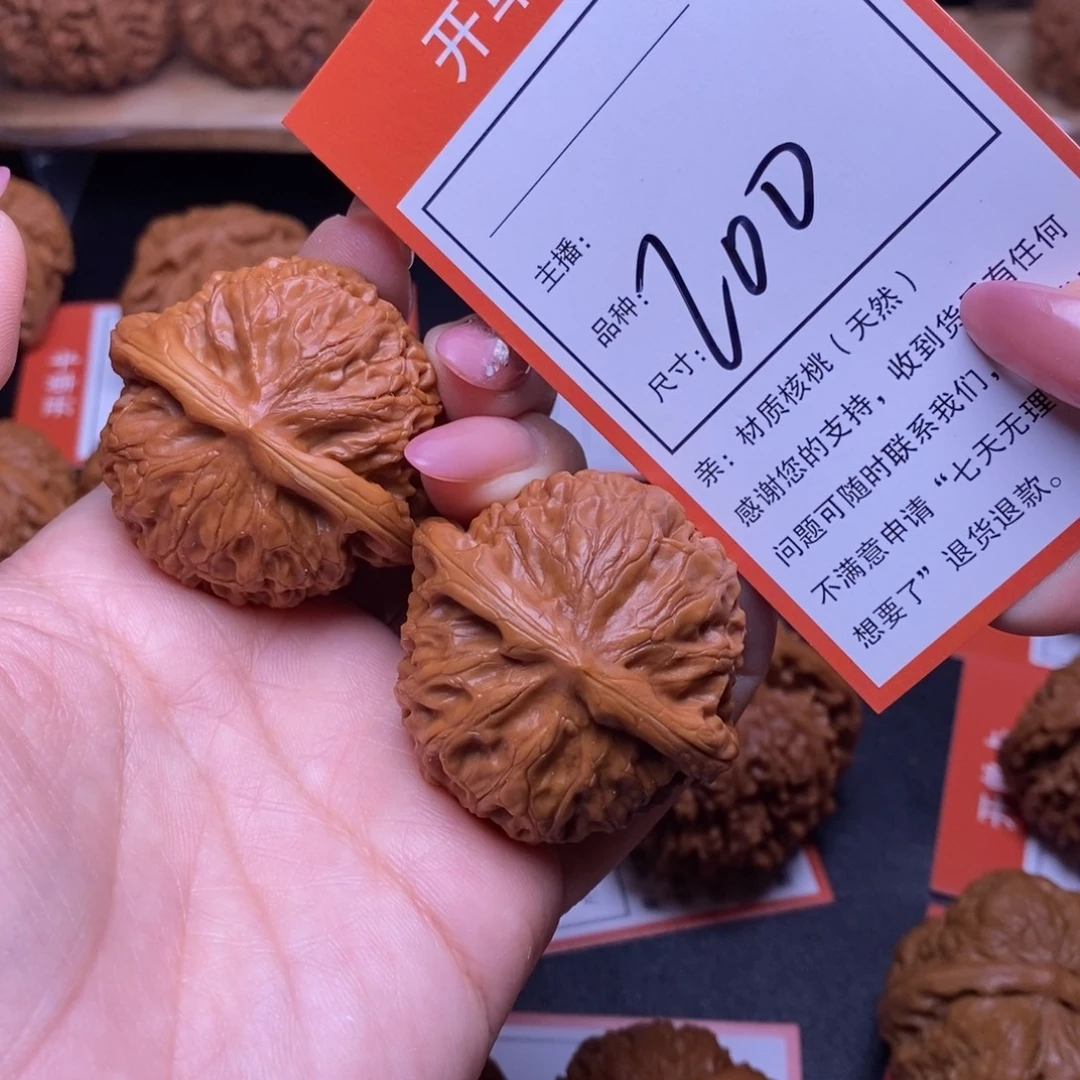 开单
主播：
品种：
尺寸：
200
亲：材质核桃（天然）
感谢您的支持，收到货有任何
问题可随时联系我们，
不满意申请“七天无理
想要了”退货退款。